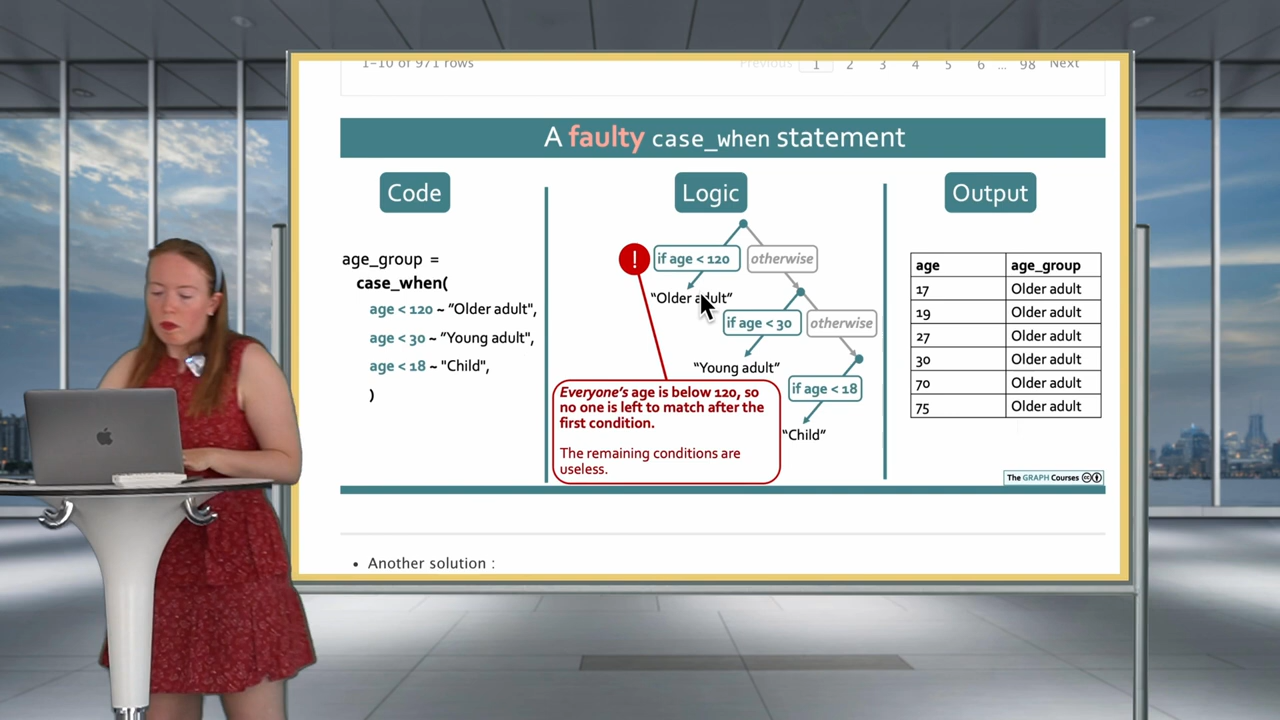 1–10 of 971 rows
Previous 1 2 3 4 5 6 ... 98 Next
A faulty case_when statement
Code
age_group =
case_when(
age < 120 ~ "Older adult",
age < 30 ~ "Young adult",
age < 18 ~ "Child",
)
Logic
!
if age < 120
otherwise
"Older adult"
if age < 30
otherwise
"Young adult"
if age < 18
"Child"
Everyone's age is below 120, so
no one is left to match after the
first condition.
The remaining conditions are
useless.
Output
age age_group
17 Older adult
19 Older adult
27 Older adult
30 Older adult
70 Older adult
75 Older adult
The GRAPH Courses
• Another solution :